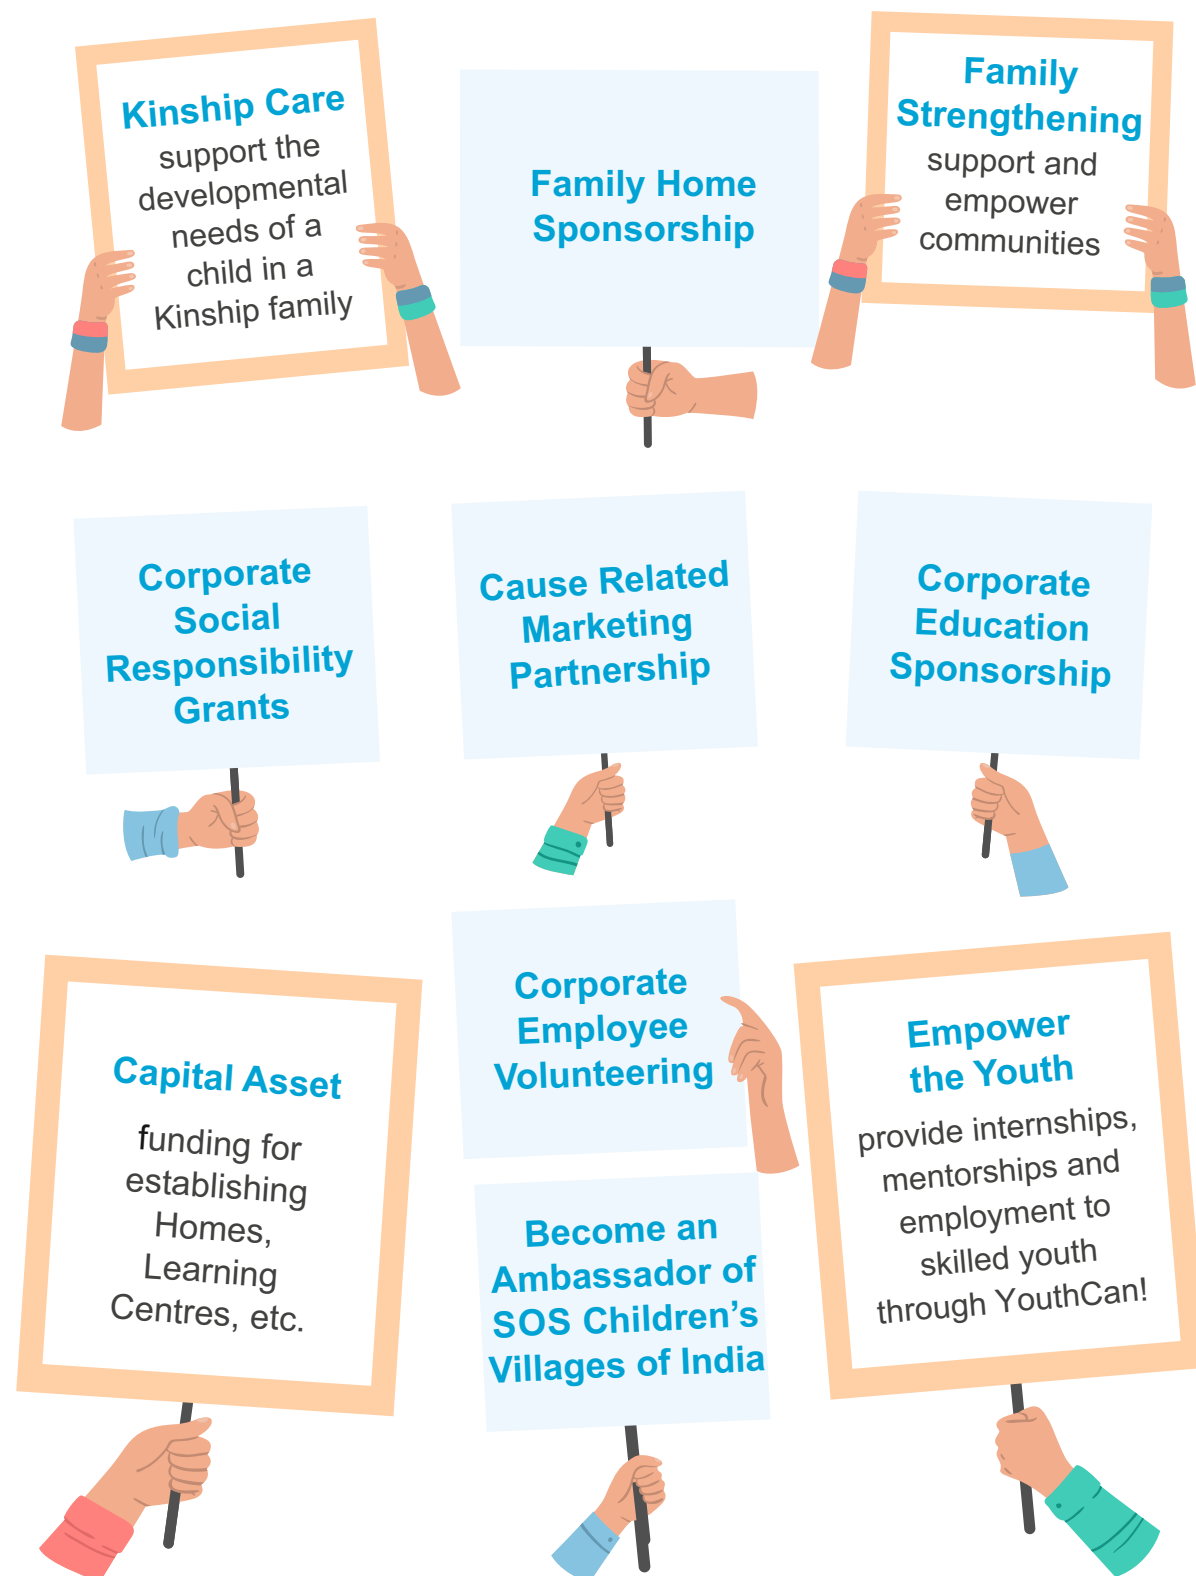 Kinship Care
support the
developmental
needs of a
child in a
Kinship family
Family Home
Sponsorship
Family
Strengthening
support and
empower
communities
Corporate
Social
Responsibility
Grants
Cause Related
Marketing
Partnership
Corporate
Education
Sponsorship
Capital Asset
funding for
establishing
Homes,
Learning
Centres, etc.
Corporate
Employee
Volunteering
Become an
Ambassador of
SOS Children’s
Villages of India
Empower
the Youth
provide internships,
mentorships and
employment to
skilled youth
through YouthCan!